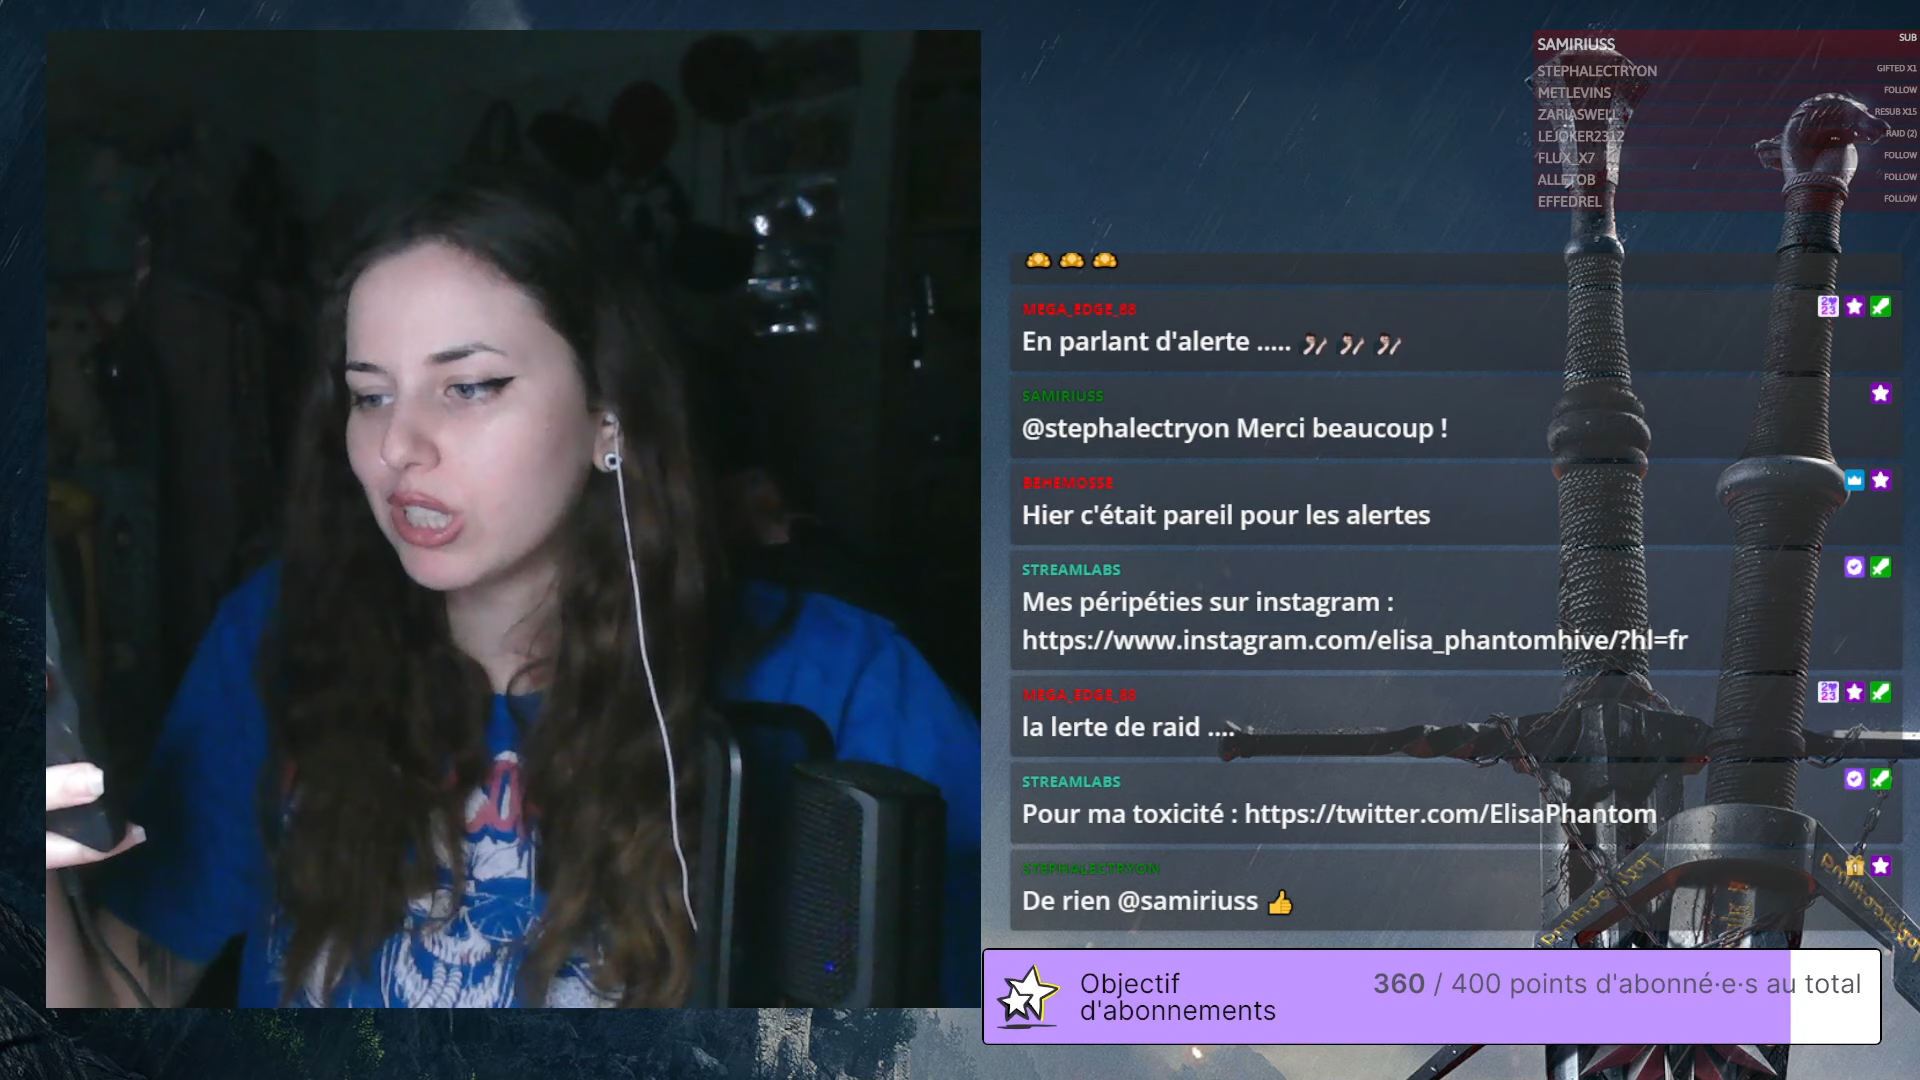 SAMIRIUSS SUB
STEPHALECTRYON GIFTED X1
METLEVINS FOLLOW
ZARIASWELL RESUB X15
LEJOKER2312 RAID (2)
FLUX_X7 FOLLOW
ALLETOB FOLLOW
EFFEDREL FOLLOW
MEGA_EDGE_88
En parlant d'alerte .....
SAMIRIUSS
@stephalectryon Merci beaucoup !
BEHEMOSSE
Hier c'était pareil pour les alertes
STREAMLABS
Mes péripéties sur instagram :
https://www.instagram.com/elisa_phantomhive/?hl=fr
MEGA_EDGE_88
la lerte de raid ....
STREAMLABS
Pour ma toxicité : https://twitter.com/ElisaPhantom
STEPHALECTRYON
De rien @samiriuss 👍
Objectif
d'abonnements
360 / 400 points d'abonné·e·s au total